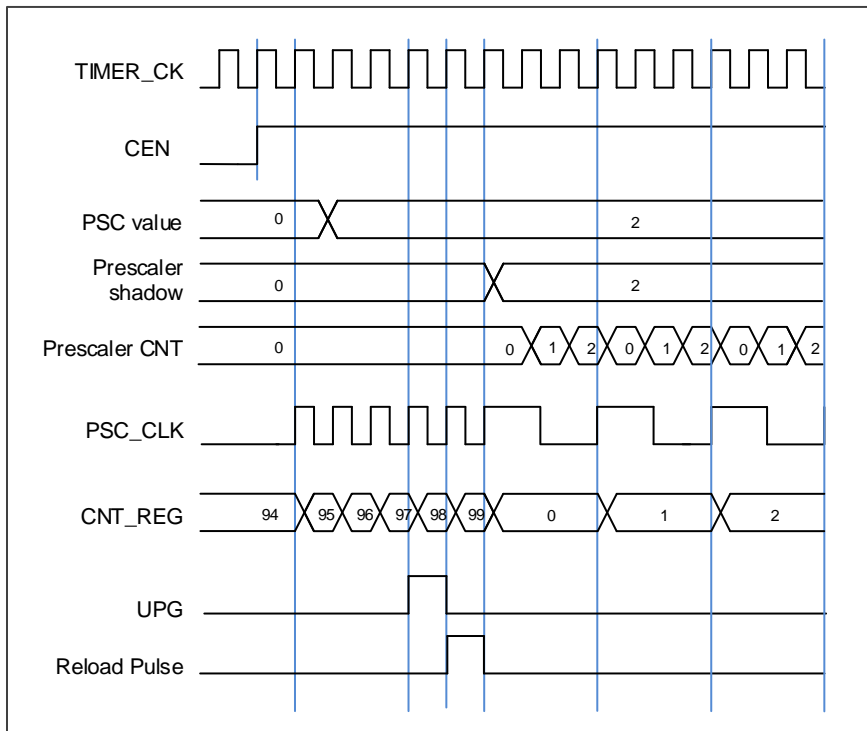 TIMER_CK
CEN
PSC value 0 2
Prescaler
shadow 0 2
Prescaler CNT 0 0 1 2 0 1 2 0 1 2
PSC_CLK
CNT_REG 94 95 96 97 98 99 0 1 2
UPG
Reload Pulse